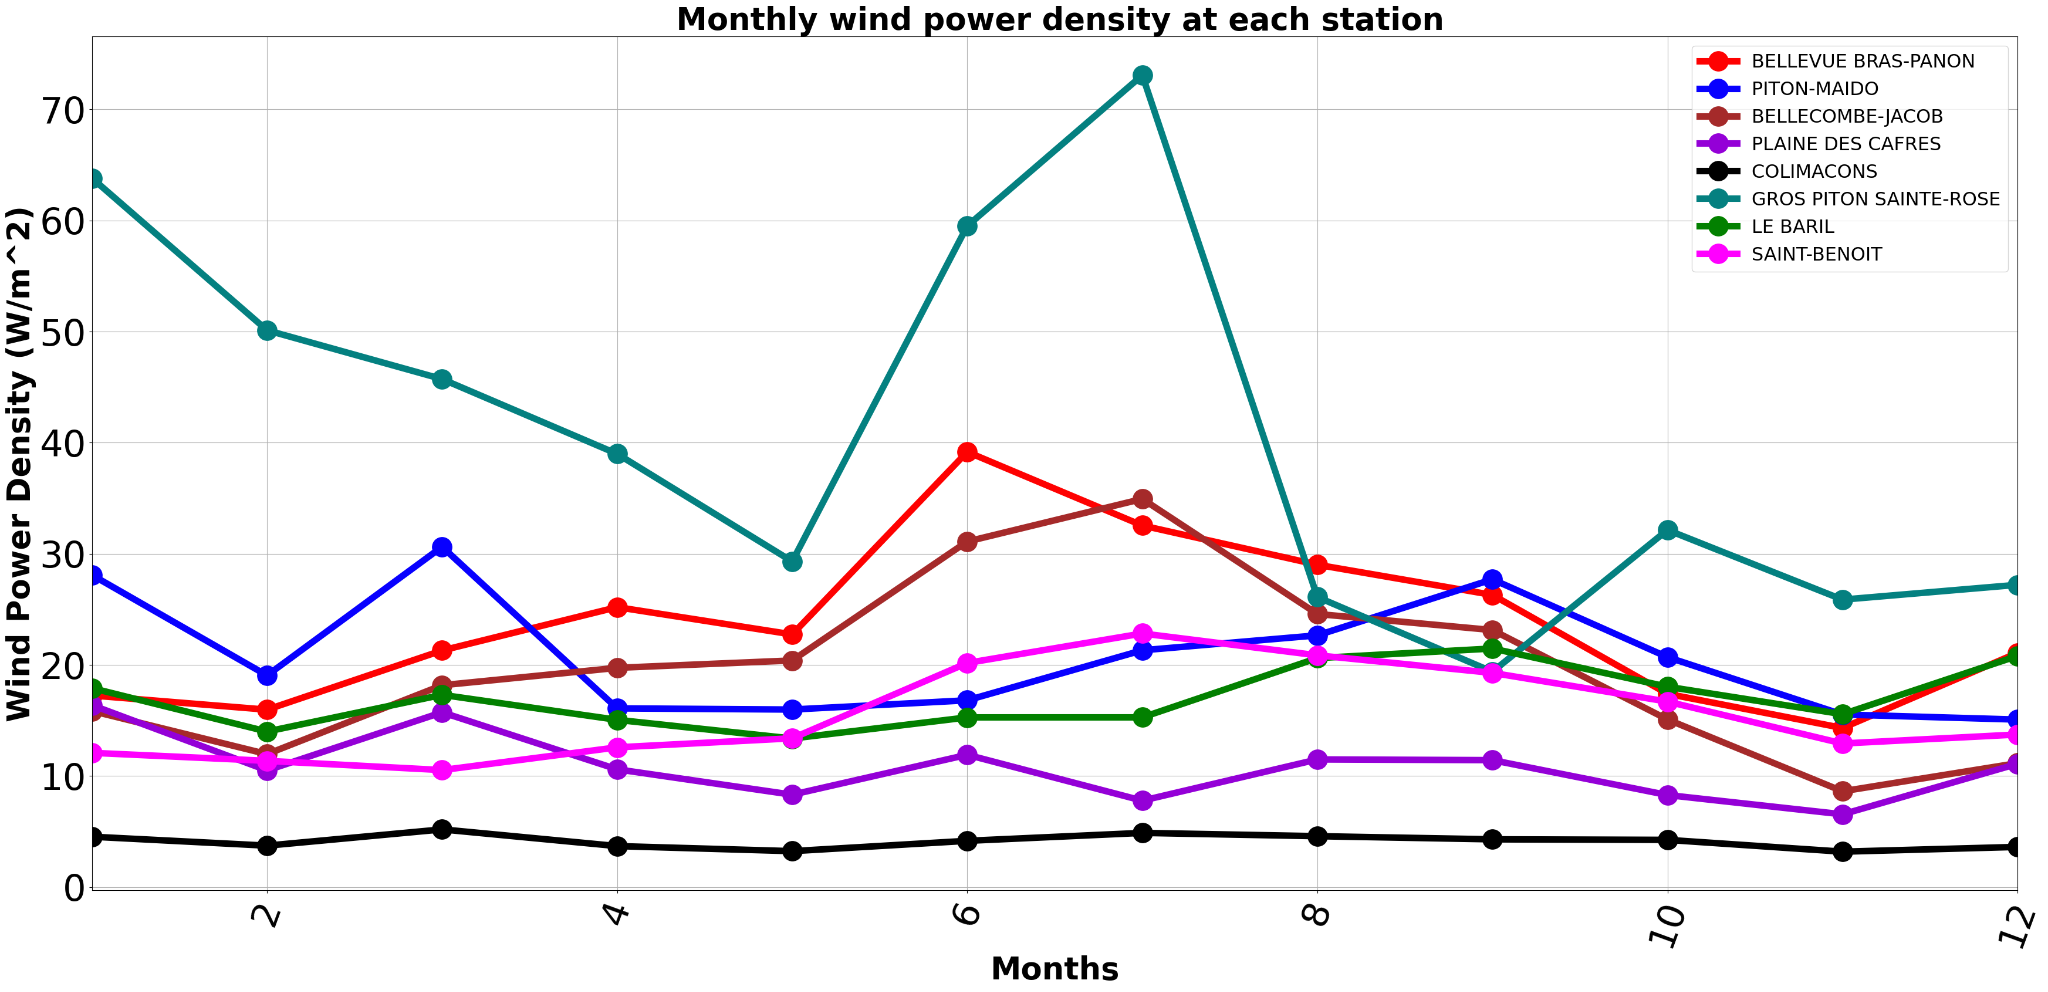 Monthly wind power density at each station
BELLEVUE BRAS-PANON
PITON-MAIDO
BELLECOMBE-JACOB
PLAINE DES CAFRES
COLIMACONS
GROS PITON SAINTE-ROSE
LE BARIL
SAINT-BENOIT
Wind Power Density (W/m^2)
70
60
50
40
30
20
10
0
2
4
6
8
10
12
Months